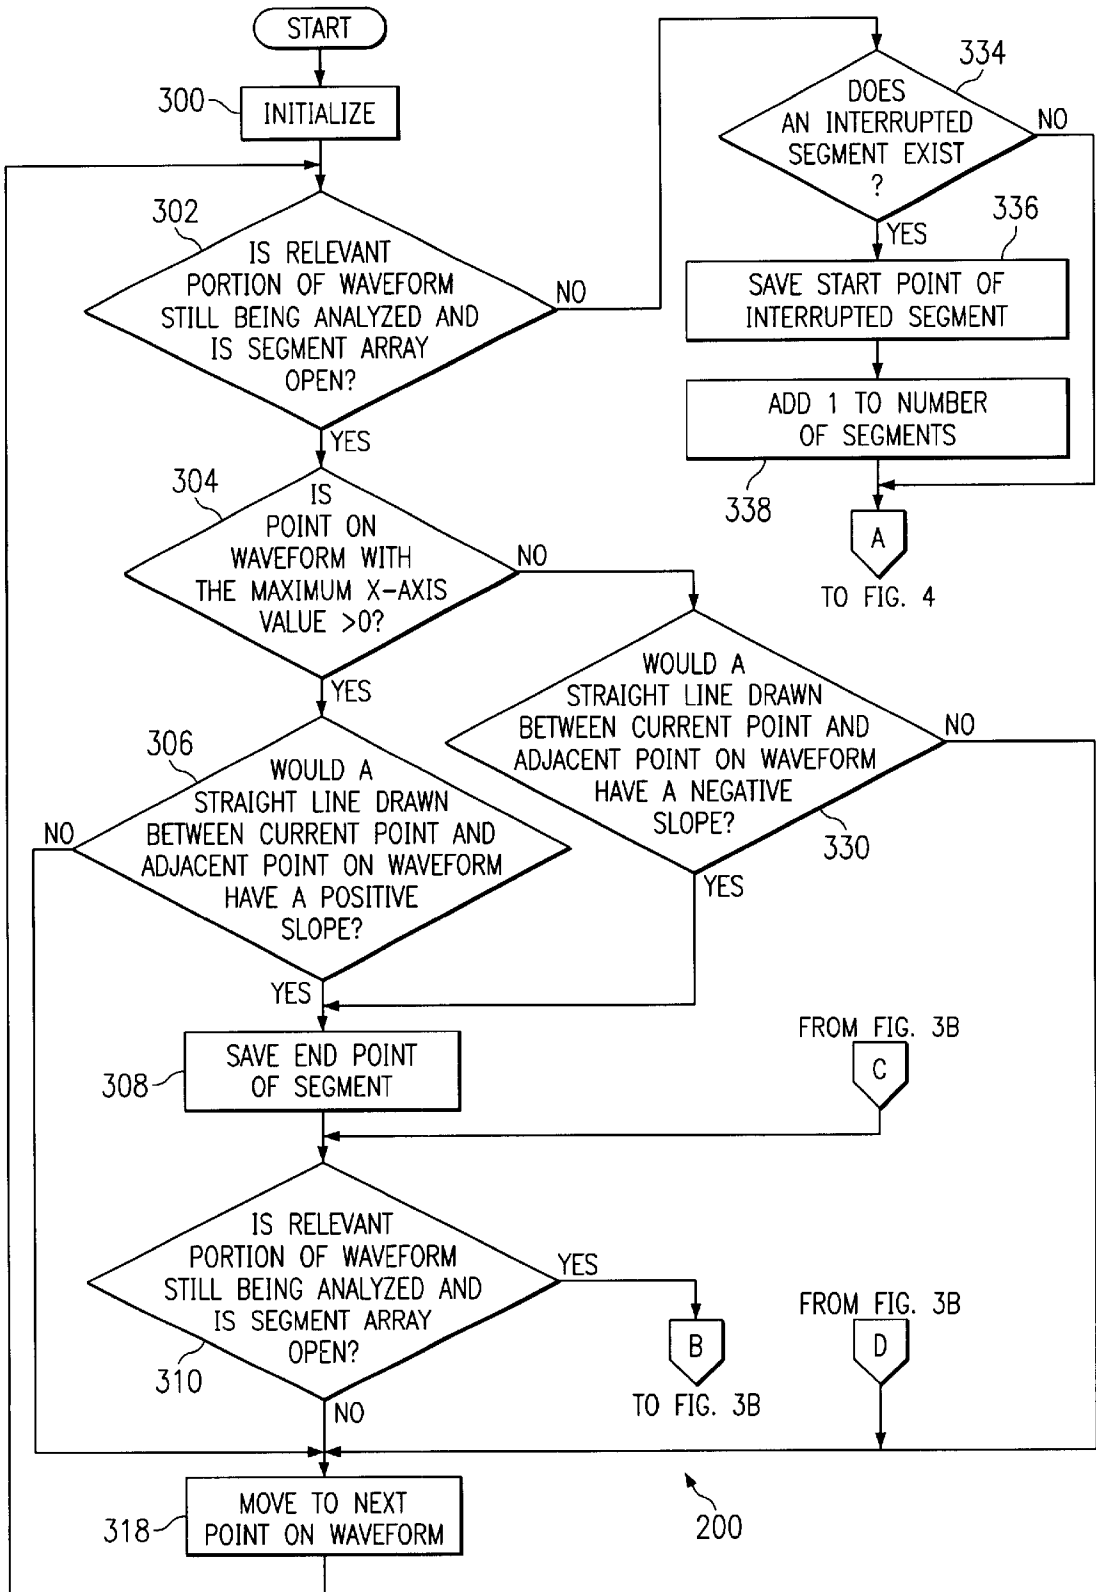 START
300
INITIALIZE
302
IS RELEVANT
PORTION OF WAVEFORM
STILL BEING ANALYZED AND
IS SEGMENT ARRAY
OPEN?
NO
YES
334
DOES
AN INTERRUPTED
SEGMENT EXIST
?
NO
YES
336
SAVE START POINT OF
INTERRUPTED SEGMENT
ADD 1 TO NUMBER
OF SEGMENTS
338
A
TO FIG. 4
304
IS
POINT ON
WAVEFORM WITH
THE MAXIMUM X-AXIS
VALUE >0?
NO
YES
WOULD A
STRAIGHT LINE DRAWN
BETWEEN CURRENT POINT AND
ADJACENT POINT ON WAVEFORM
HAVE A NEGATIVE
SLOPE?
NO
330
YES
306
WOULD A
STRAIGHT LINE DRAWN
BETWEEN CURRENT POINT AND
ADJACENT POINT ON WAVEFORM
HAVE A POSITIVE
SLOPE?
NO
YES
308
SAVE END POINT
OF SEGMENT
FROM FIG. 3B
C
IS RELEVANT
PORTION OF WAVEFORM
STILL BEING ANALYZED AND
IS SEGMENT ARRAY
OPEN?
310
YES
NO
B
TO FIG. 3B
FROM FIG. 3B
D
318
MOVE TO NEXT
POINT ON WAVEFORM
200